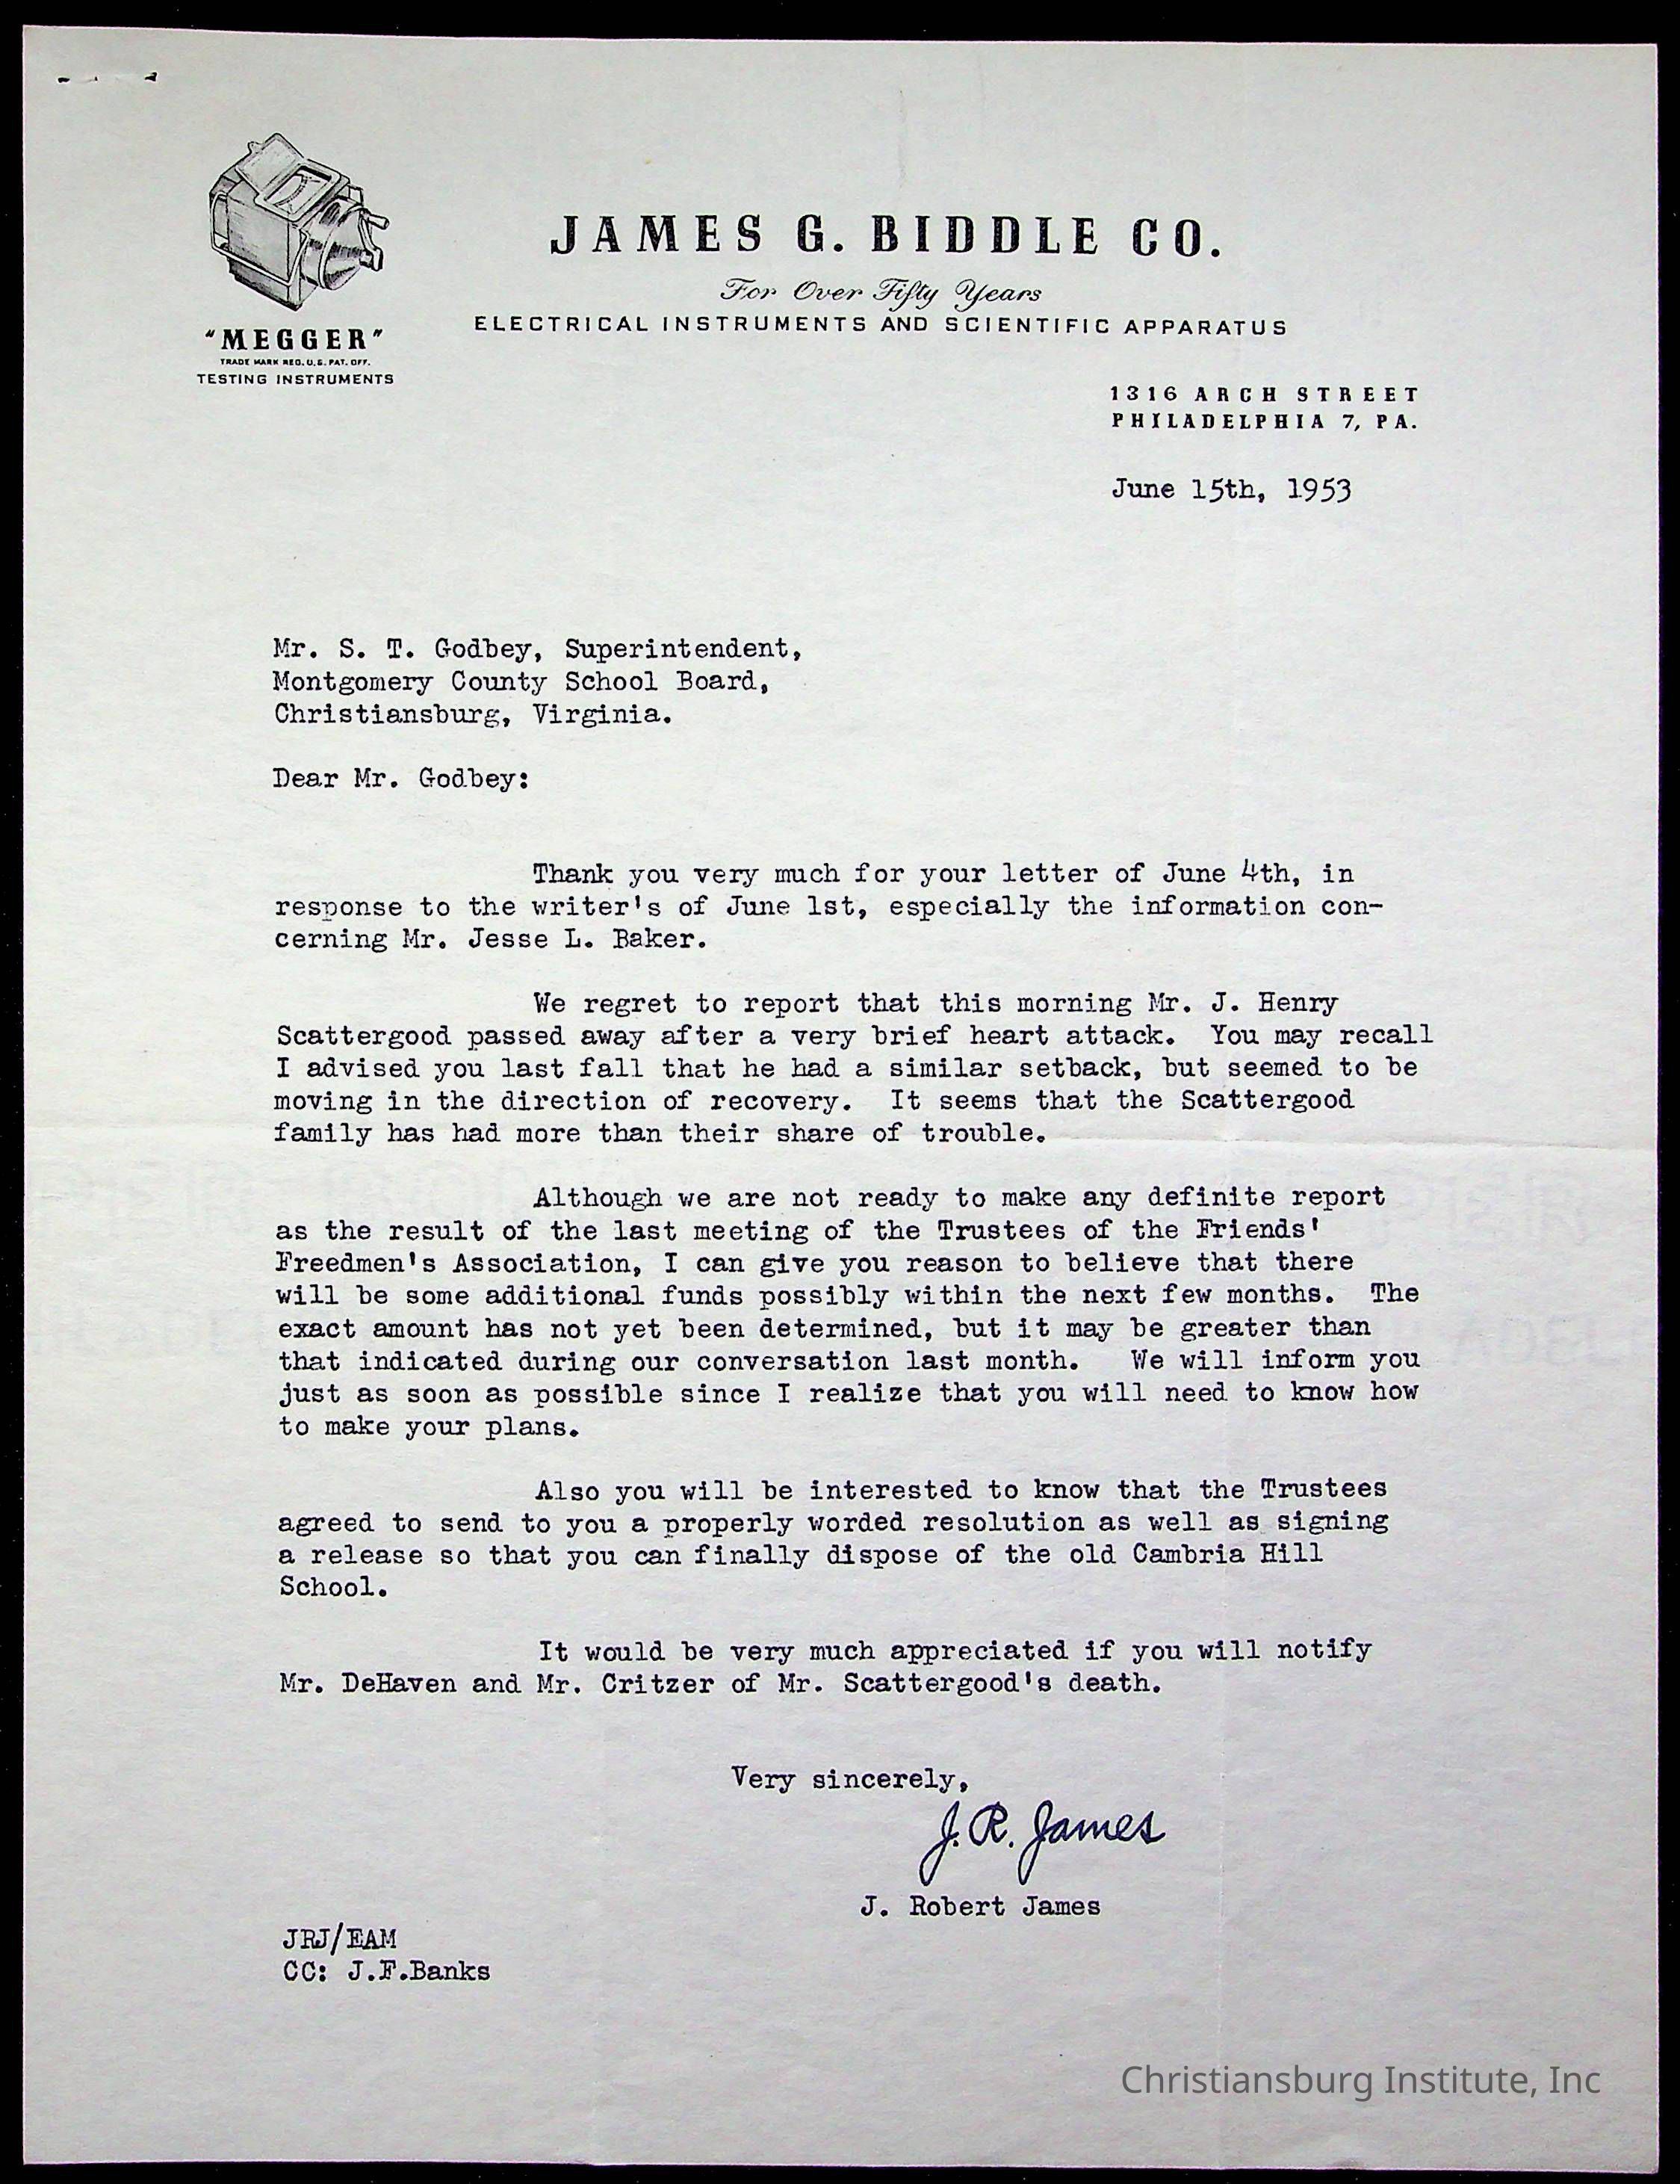 JAMES G. BIDDLE CO.
For Over Fifty Years
ELECTRICAL INSTRUMENTS AND SCIENTIFIC APPARATUS
"MEGGER"
TRADE MARK REG. U.S. PAT. OFF.
TESTING INSTRUMENTS
1316 ARCH STREET
PHILADELPHIA 7, PA.
June 15th, 1953
Mr. S. T. Godbey, Superintendent,
Montgomery County School Board,
Christiansburg, Virginia.
Dear Mr. Godbey:
Thank you very much for your letter of June 4th, in
response to the writer's of June 1st, especially the information con-
cerning Mr. Jesse L. Baker.
We regret to report that this morning Mr. J. Henry
Scattergood passed away after a very brief heart attack. You may recall
I advised you last fall that he had a similar setback, but seemed to be
moving in the direction of recovery. It seems that the Scattergood
family has had more than their share of trouble.
Although we are not ready to make any definite report
as the result of the last meeting of the Trustees of the Friends'
Freedmen's Association, I can give you reason to believe that there
will be some additional funds possibly within the next few months. The
exact amount has not yet been determined, but it may be greater than
that indicated during our conversation last month. We will inform you
just as soon as possible since I realize that you will need to know how
to make your plans.
Also you will be interested to know that the Trustees
agreed to send to you a properly worded resolution as well as signing
a release so that you can finally dispose of the old Cambria Hill
School.
It would be very much appreciated if you will notify
Mr. DeHaven and Mr. Critzer of Mr. Scattergood's death.
Very sincerely,
J. R. James
J. Robert James
JRJ/EAM
CC: J.F.Banks
Christiansburg Institute, Inc